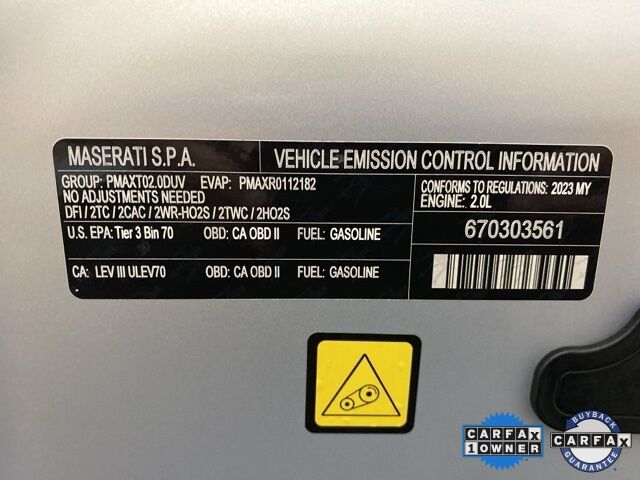 MASERATI S.P.A.
VEHICLE EMISSION CONTROL INFORMATION
GROUP: PMAXT02.0DUV EVAP: PMAXR0112182
NO ADJUSTMENTS NEEDED
DFI / 2TC / 2CAC / 2WR-HO2S / 2TWC / 2HO2S
U.S. EPA: Tier 3 Bin 70 OBD: CA OBD II FUEL: GASOLINE
CA: LEV III ULEV70 OBD: CA OBD II FUEL: GASOLINE
CONFORMS TO REGULATIONS: 2023 MY
ENGINE: 2.0L
670303561
CARFAX
1 OWNER
BUYBACK
CARFAX
GUARANTEE